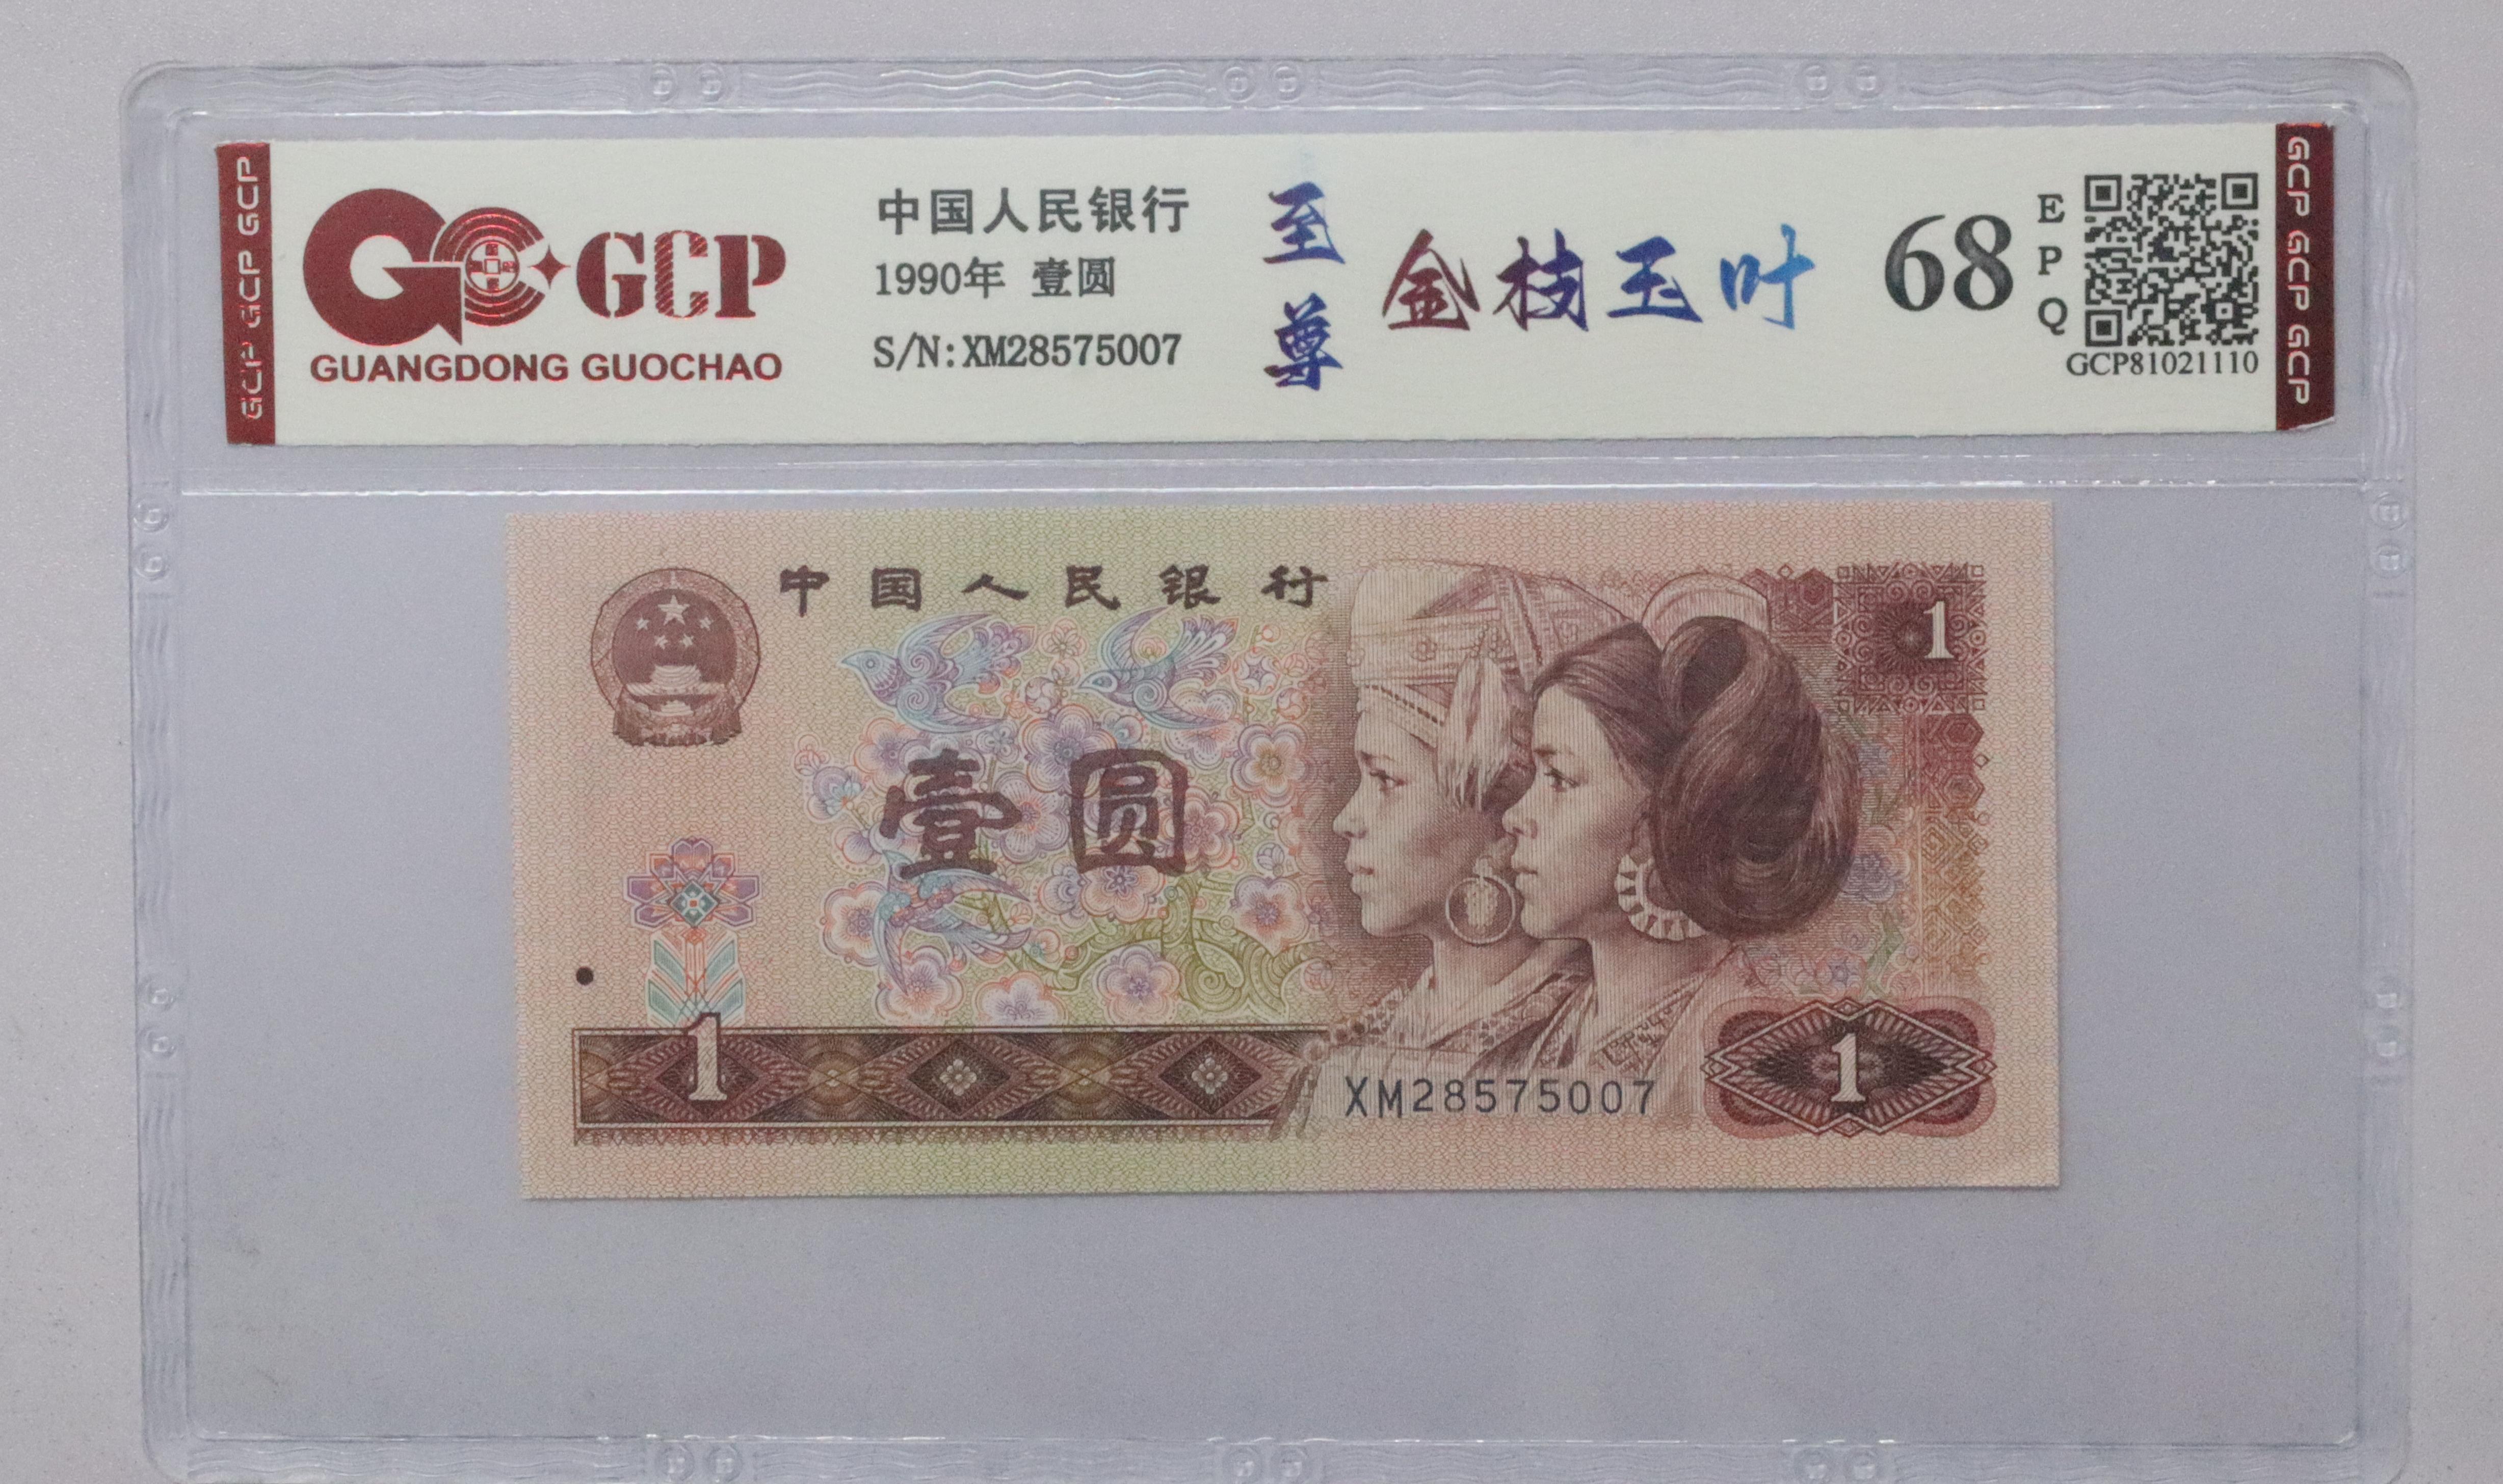 GCP GCP GCP
GCP
GUANGDONG GUOCHAO
中国人民银行
1990年 壹圆
S/N:XM28575007
至尊
金枝玉叶
68
EPQ
GCP81021110
GCP GCP GCP
中国人民银行
1
壹圆
1
XM28575007
1